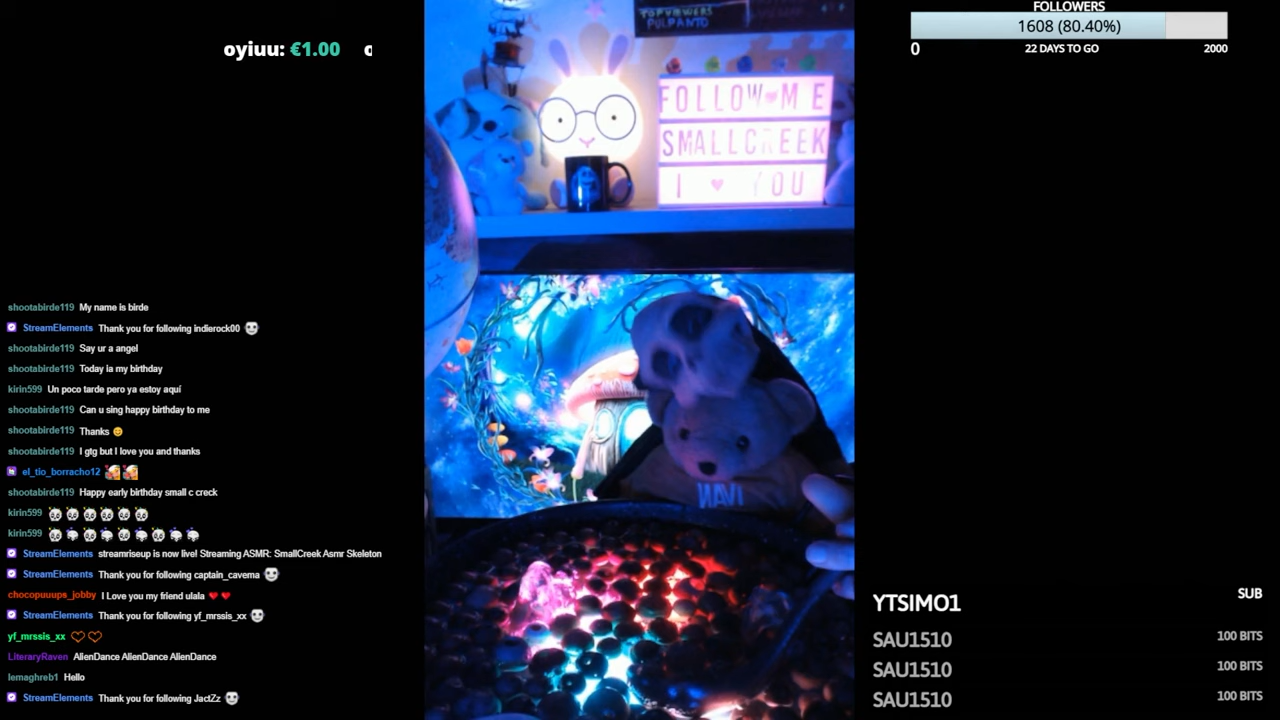 oyiuu: €1.00
FOLLOWERS
1608 (80.40%)
0
22 DAYS TO GO
2000
PULPANTO
FOLLOW ME
SMALLCREEK
I ♥ YOU
NAVI
shootabirde119 My name is birde
StreamElements Thank you for following indierock00
shootabirde119 Say ur a angel
shootabirde119 Today ia my birthday
kirin599 Un poco tarde pero ya estoy aquí
shootabirde119 Can u sing happy birthday to me
shootabirde119 Thanks 😊
shootabirde119 I gtg but I love you and thanks
el_tio_borracho12
shootabirde119 Happy early birthday small c creck
kirin599
kirin599
StreamElements streamriseup is now live! Streaming ASMR: SmallCreek Asmr Skeleton
StreamElements Thank you for following captain_cavema
chocopuuups_jobby I Love you my friend ulala ♥ ♥
StreamElements Thank you for following yf_mrssis_xx
yf_mrssis_xx ♡ ♡
LiteraryRaven AlienDance AlienDance AlienDance
lemaghreb1 Hello
StreamElements Thank you for following JactZz
YTSIMO1 SUB
SAU1510 100 BITS
SAU1510 100 BITS
SAU1510 100 BITS